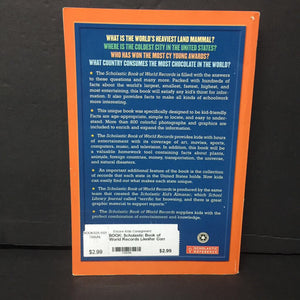 WHAT IS THE WORLD'S HEAVIEST LAND MAMMAL?
WHERE IS THE COLDEST CITY IN THE UNITED STATES?
WHO HAS WON THE MOST CY YOUNG AWARDS?
WHAT COUNTRY CONSUMES THE MOST CHOCOLATE IN THE WORLD?
The Scholastic Book of World Records is filled with the answers
to these questions and many more. Packed with hundreds of
facts about the world's largest, smallest, fastest, highest, and
most entertaining, this book will satisfy any kid's thirst for informa-
tion. It also provides facts to make all kinds of schoolwork more
interesting.
This unique book was specifically designed to be kid-friendly.
Facts are age-appropriate, simple to locate, and easy to under-
stand. More than 600 colorful photographs and graphics are
included to enrich and expand the information.
The Scholastic Book of World Records provides kids with hours
of entertainment with its coverage of art, movies, sports,
computers, music, and television. In addition, the book will be
a valuable homework tool containing facts about plants,
animals, foreign countries, money, transportation, the universe,
and natural disasters.
An important additional feature of the book is the collection
of records that each state in the United States holds. Now kids
can easily find out what makes each state unique.
The Scholastic Book of World Records is produced by the same
team that created the Scholastic Kid's Almanac; which School
Library Journal called "terrific for browsing, and there is great
graphic material to support reports."
The Scholastic Book of World Records supplies kids with the
perfect combination of entertainment and knowledge.
$2.99
BOOK: Scholastic Book of
World Records (Jenifer Corr
$2.95
SCHOLASTIC
REFERENCE